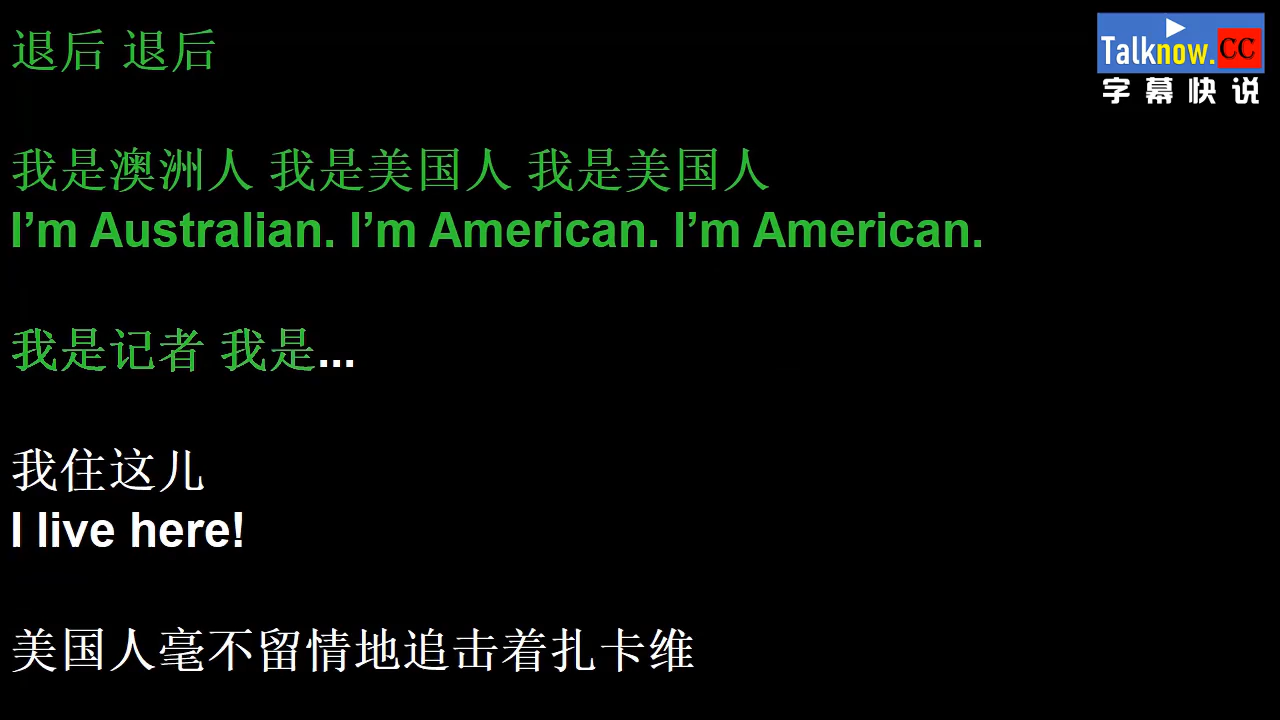 退后 退后
Talknow.CC
字幕快说
我是澳洲人 我是美国人 我是美国人
I’m Australian. I’m American. I’m American.
我是记者 我是...
我住这儿
I live here!
美国人毫不留情地追击着扎卡维